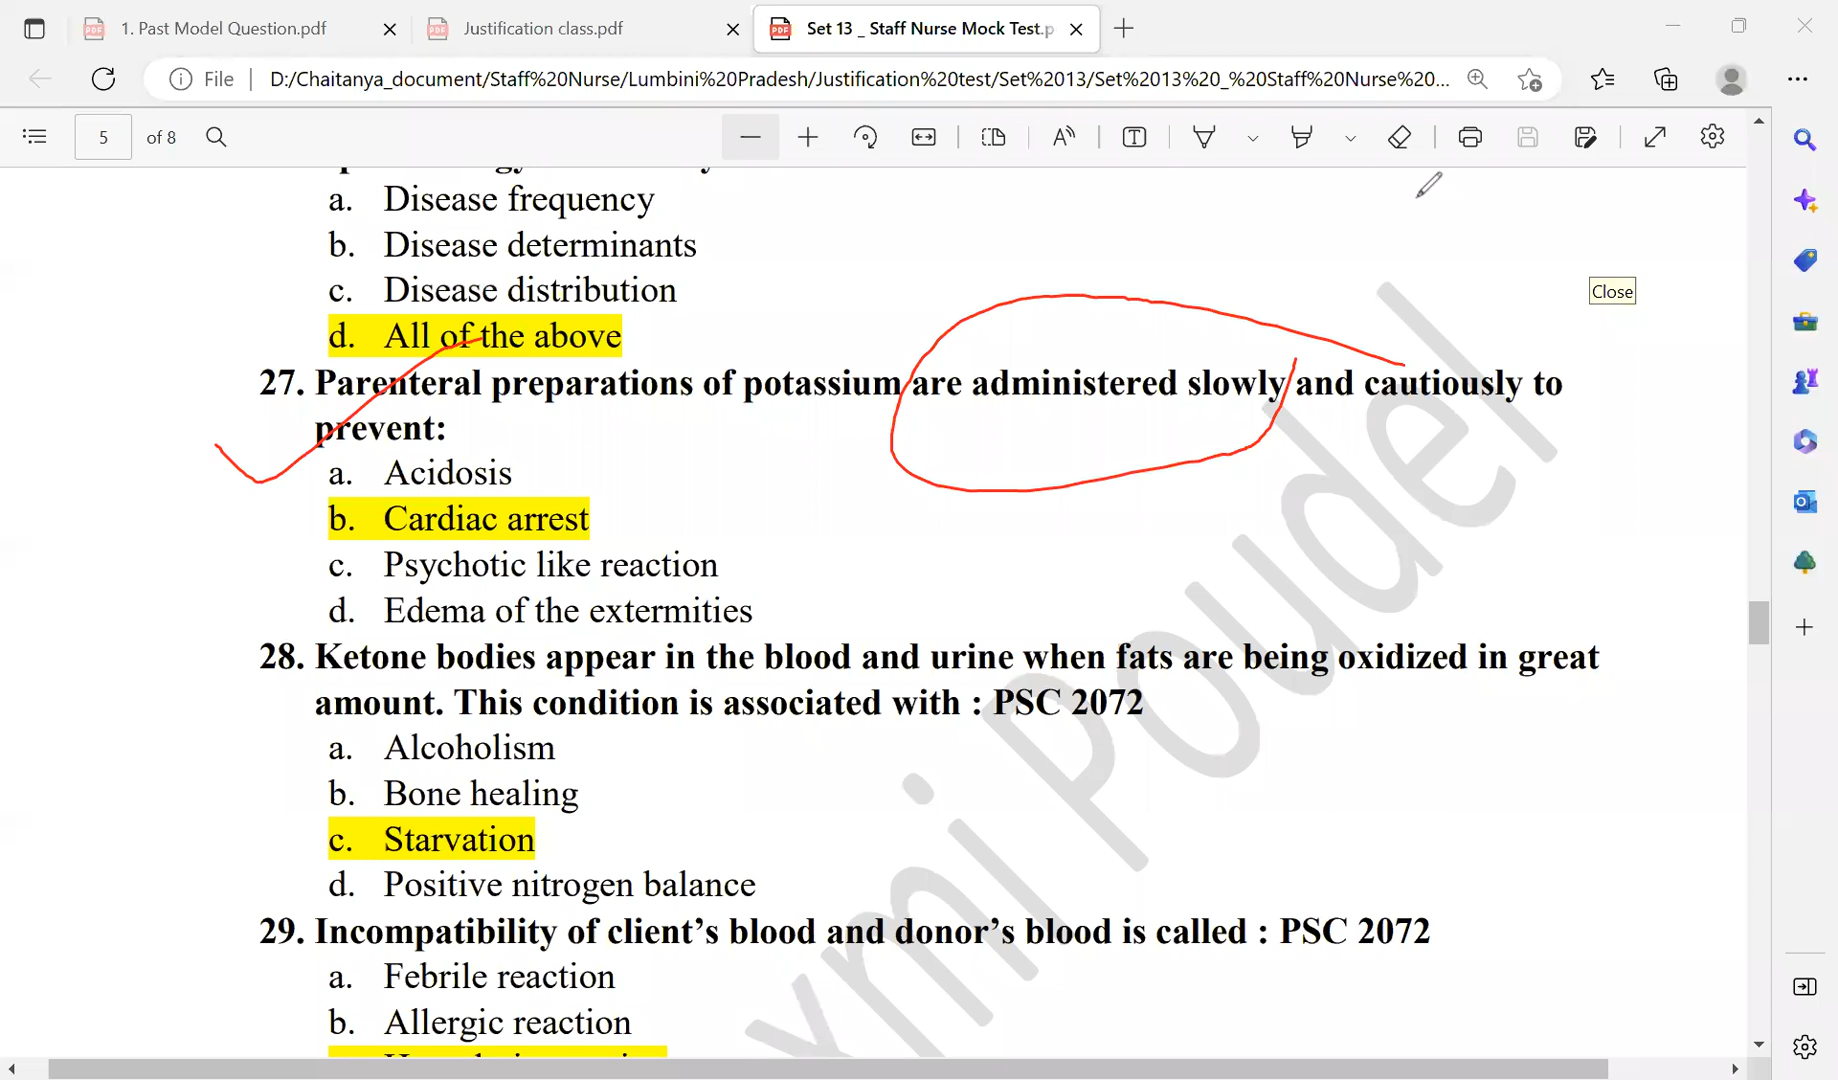 1. Past Model Question.pdf
Justification class.pdf
Set 13 _ Staff Nurse Mock Test.p
File
D:/Chaitanya_document/Staff%20Nurse/Lumbini%20Pradesh/Justification%20test/Set%2013/Set%2013%20_%20Staff%20Nurse%20...
5 of 8
a. Disease frequency
b. Disease determinants
c. Disease distribution
Close
d. All of the above
27. Parenteral preparations of potassium are administered slowly and cautiously to
prevent:
a. Acidosis
b. Cardiac arrest
c. Psychotic like reaction
d. Edema of the extermities
28. Ketone bodies appear in the blood and urine when fats are being oxidized in great
amount. This condition is associated with : PSC 2072
a. Alcoholism
b. Bone healing
c. Starvation
d. Positive nitrogen balance
29. Incompatibility of client’s blood and donor’s blood is called : PSC 2072
a. Febrile reaction
b. Allergic reaction
Poudel